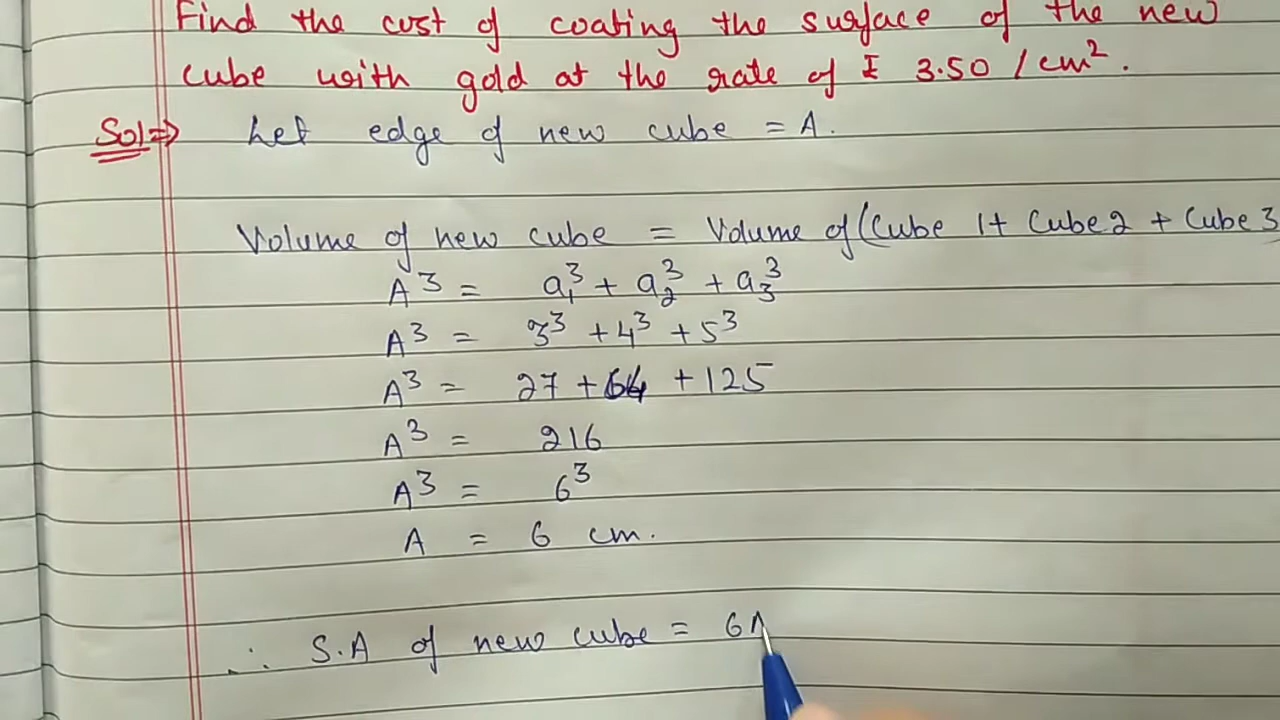 Find the cost of coating the surface of the new
cube with gold at the rate of ₹ 3.50 / cm².
Sol⇒ Let edge of new cube = A.
Volume of new cube = Volume of (Cube 1 + Cube 2 + Cube 3
A³ = a₁³ + a₂³ + a₃³
A³ = 3³ + 4³ + 5³
A³ = 27 + 64 + 125
A³ = 216
A³ = 6³
A = 6 cm.
∴ S.A of new cube = 6A